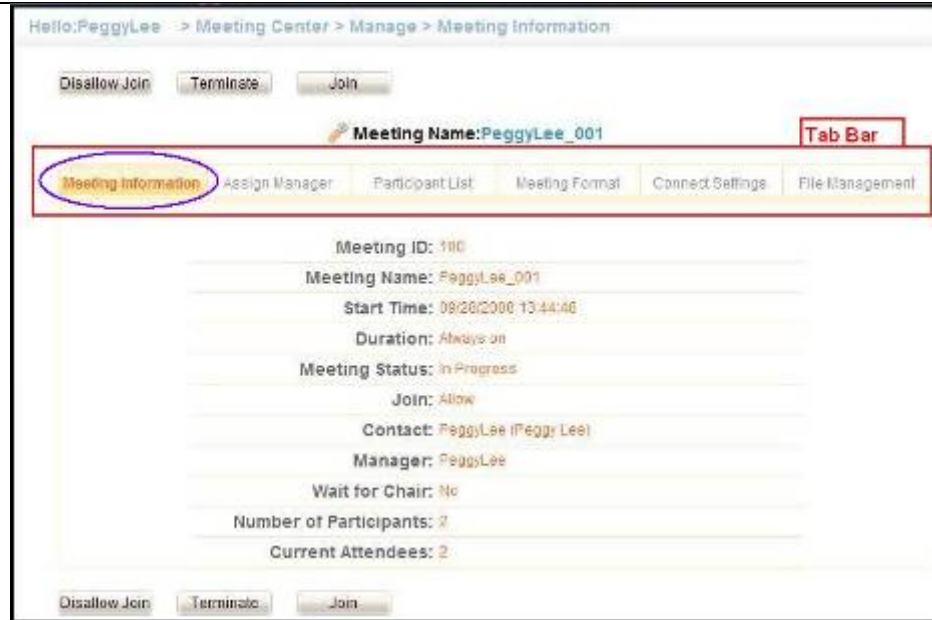 Hello:PeggyLee -> Meeting Center > Manage > Meeting Information
Disallow Join Terminate Join
Meeting Name:PeggyLee_001
Tab Bar
Meeting Information Assign Manager Participant List Meeting Format Connect Settings File Management
Meeting ID: 100
Meeting Name: PeggyLee_001
Start Time: 13:44:46
Duration: Always on
Meeting Status: In Progress
Join: Allow
Contact: PeggyLee (Peggy Lee)
Manager: PeggyLee
Wait for Chair: No
Number of Participants: 2
Current Attendees: 2
Disallow Join Terminate Join